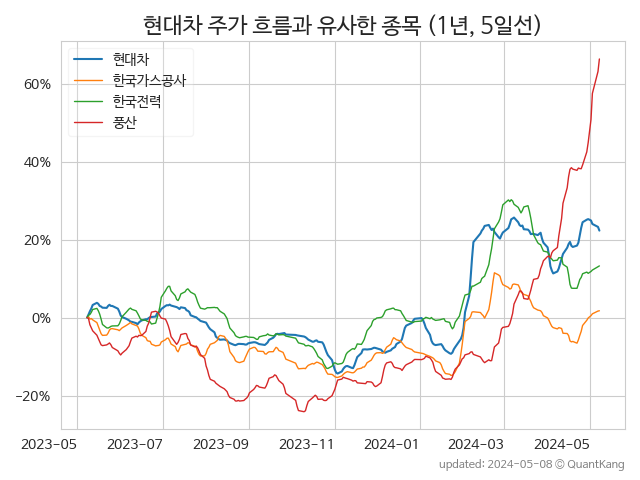 현대차 주가 흐름과 유사한 종목 (1년, 5일선)
현대차
한국가스공사
한국전력
풍산
60%
40%
20%
0%
−20%
2023-05 2023-07 2023-09 2023-11 2024-01 2024-03 2024-05
updated: 2024-05-08 © QuantKang